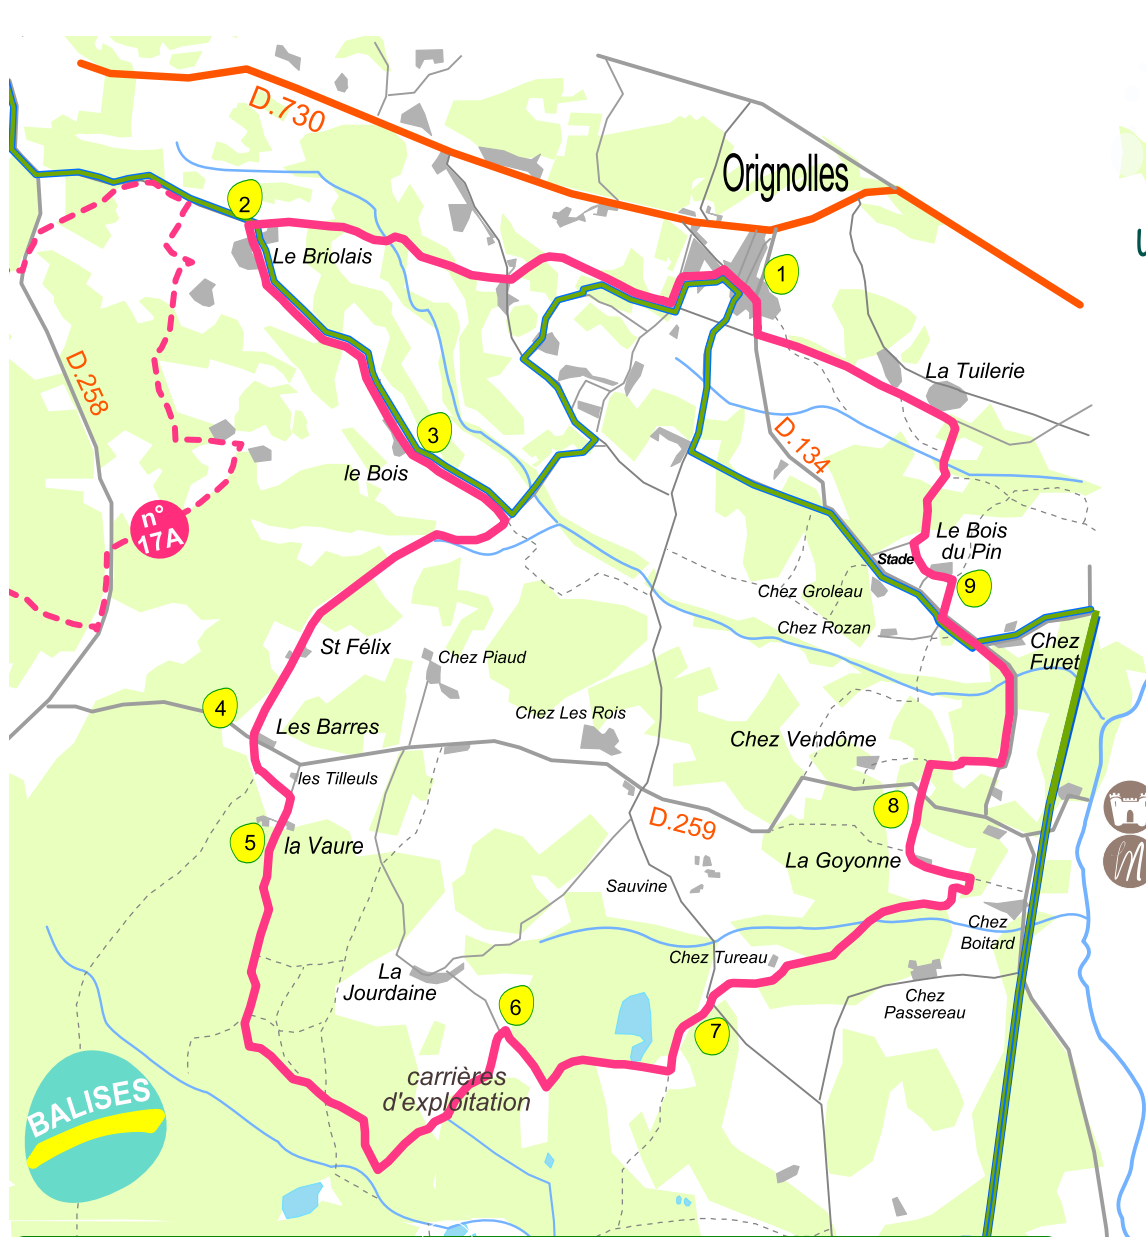 D.730
Orignolles
U
2
Le Briolais
1
D.258
La Tuilerie
3
D.134
le Bois
n°
17A
Le Bois
du Pin
Stade
9
Chez Groleau
Chez Rozan
Chez
Furet
St Félix
Chez Piaud
4
Les Barres
Chez Les Rois
Chez Vendôme
les Tilleuls
8
D.259
5
la Vaure
La Goyonne
Sauvine
Chez
Boitard
Chez Tureau
La
Jourdaine
6
Chez
Passereau
7
carrières
d'exploitation
BALISES